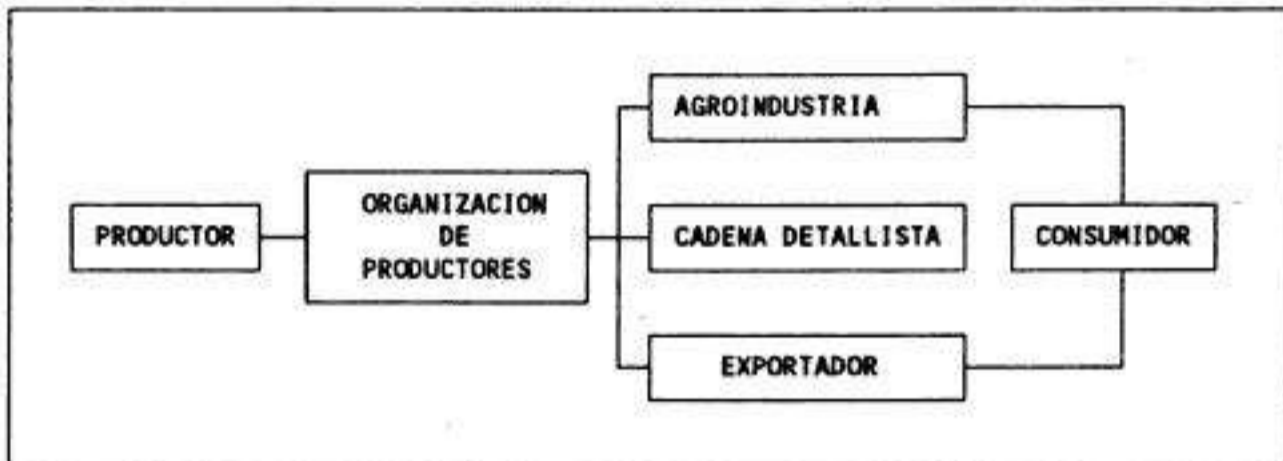 PRODUCTOR
ORGANIZACION
DE
PRODUCTORES
AGROINDUSTRIA
CADENA DETALLISTA
EXPORTADOR
CONSUMIDOR